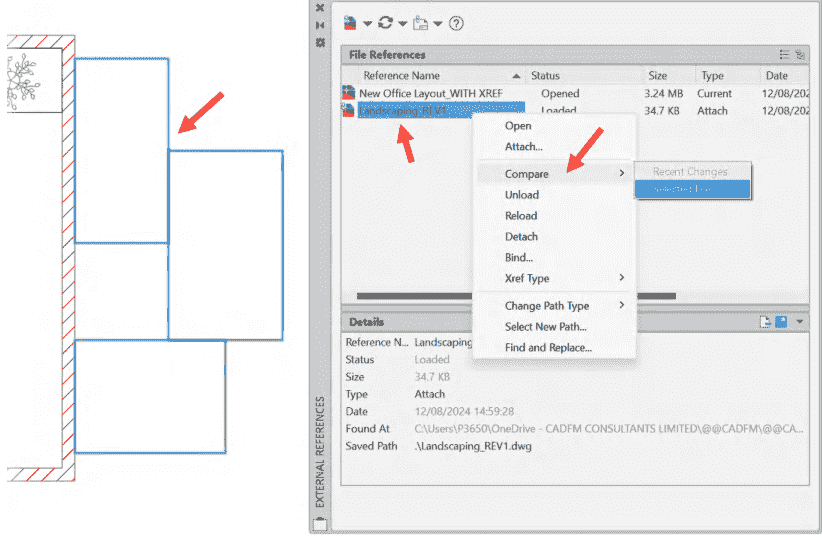 File References
Reference Name Status Size Type Date
New Office Layout_WITH XREF Opened 3.24 MB Current 12/08/202
Landscaping_REV1 Loaded 34.7 KB Attach 12/08/202
Open
Attach...
Compare
Recent Changes
Unload
Reload
Detach
Bind...
Xref Type
Change Path Type
Select New Path...
Find and Replace...
Details
Reference N... Landscaping
Status Loaded
Size 34.7 KB
Type Attach
Date 12/08/2024 14:59:28
Found At C:\Users\P3650\OneDrive - CADFM CONSULTANTS LIMITED\@@CADFM\@@CA...
Saved Path .\Landscaping_REV1.dwg
EXTERNAL REFERENCES